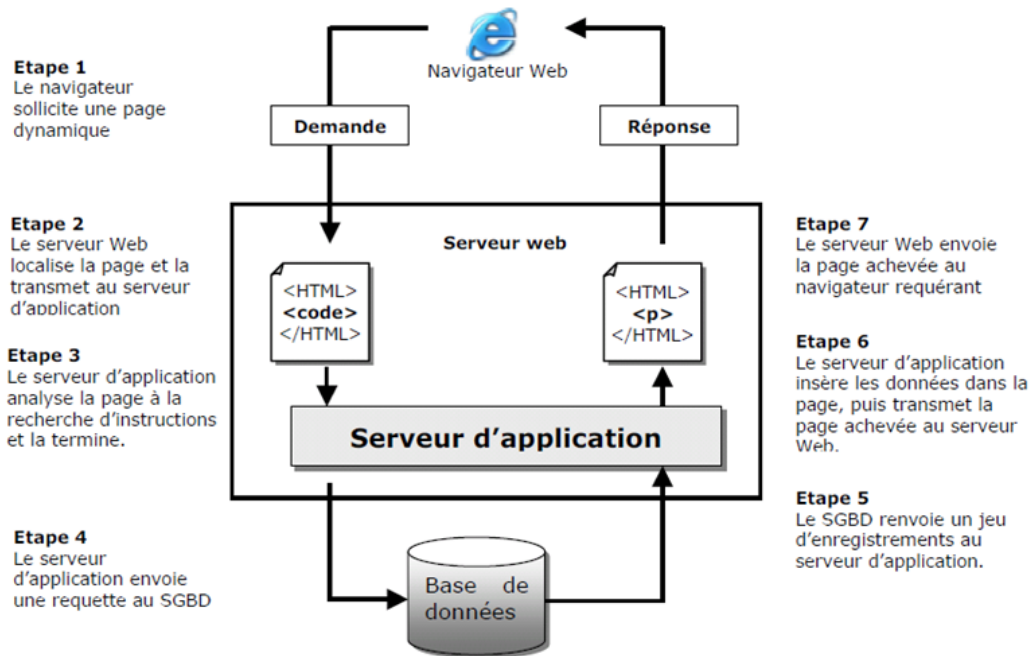 Navigateur Web
Etape 1
Le navigateur
sollicite une page
dynamique
Demande
Réponse
Etape 2
Le serveur Web
localise la page et la
transmet au serveur
d'application
Etape 3
Le serveur d'application
analyse la page à la
recherche d'instructions
et la termine.
Serveur web
<HTML>
<code>
</HTML>
<HTML>
<p>
</HTML>
Serveur d'application
Etape 4
Le serveur
d'application envoie
une requette au SGBD
Base de
données
Etape 5
Le SGBD renvoie un jeu
d'enregistrements au
serveur d'application.
Etape 6
Le serveur d'application
insère les données dans la
page, puis transmet la
page achevée au serveur
Web.
Etape 7
Le serveur Web envoie
la page achevée au
navigateur requérant